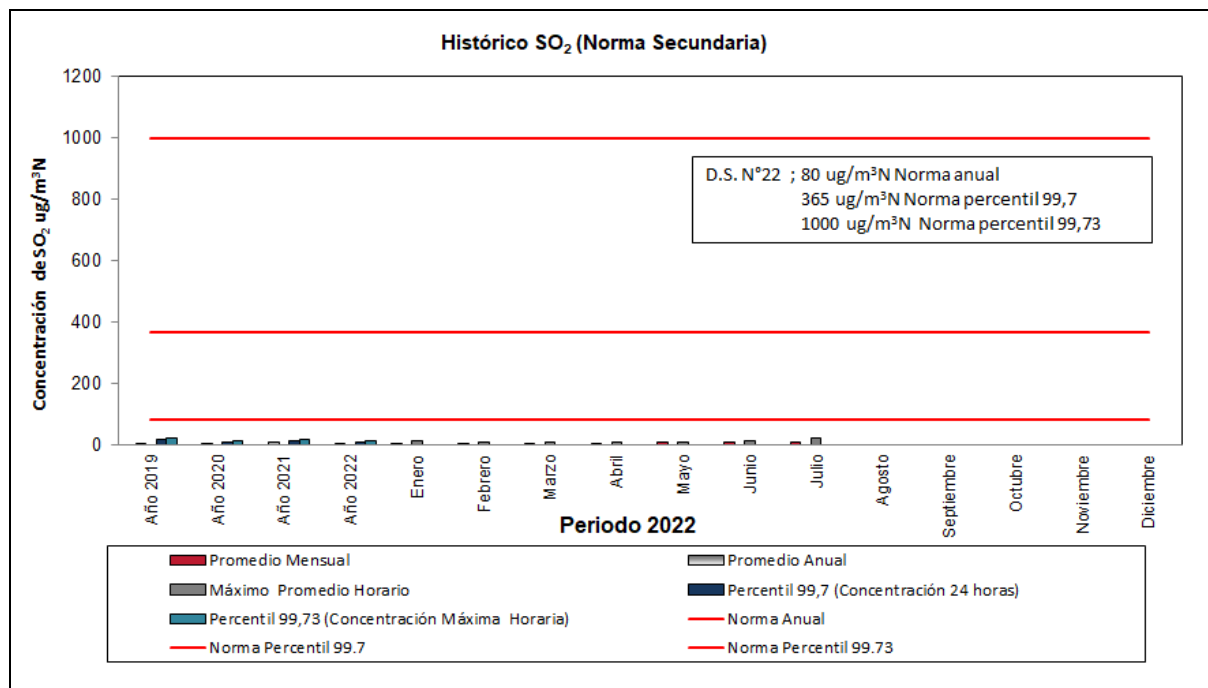 Histórico SO₂ (Norma Secundaria)
Concentración de SO₂ ug/m³N
1200
1000
800
600
400
200
0
D.S. N°22 ; 80 ug/m³N Norma anual
365 ug/m³N Norma percentil 99,7
1000 ug/m³N Norma percentil 99,73
Año 2019
Año 2020
Año 2021
Año 2022
Enero
Febrero
Marzo
Abril
Mayo
Junio
Julio
Agosto
Septiembre
Octubre
Noviembre
Diciembre
Periodo 2022
Promedio Mensual
Promedio Anual
Máximo Promedio Horario
Percentil 99,7 (Concentración 24 horas)
Percentil 99,73 (Concentración Máxima Horaria)
Norma Anual
Norma Percentil 99.7
Norma Percentil 99.73